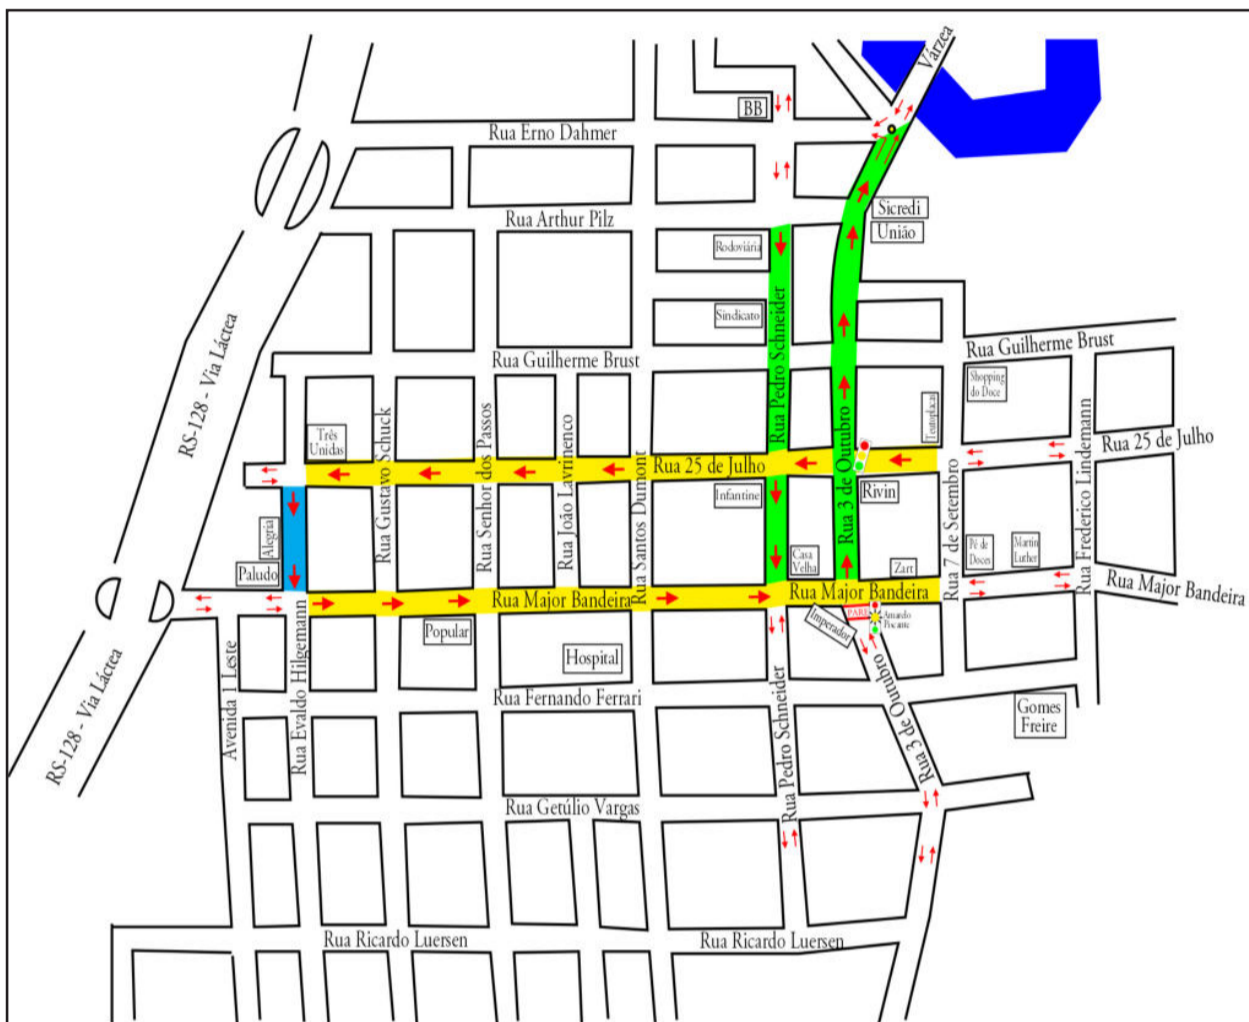 Várzea
BB
Rua Erno Dahmer
Sicredi
União
Rua Arthur Pilz
Rodoviária
Sindicato
Rua Pedro Schneider
Rua Guilherme Brust
Rua Guilherme Brust
RS-128 - Via Láctea
Shopping
do Doce
Teutoplacas
Três
Unidas
Rua Gustavo Schuck
Rua Senhor dos Passos
Rua João Lavrinenco
Rua Santos Dumont
Rua 25 de Julho
Rua 3 de Outubro
Rua 25 de Julho
Rua Frederico Lindemann
Infantine
Rivin
Rua 7 de Setembro
Alegria
Paludo
Casa
Velha
Zart
Pé de
Doces
Martin
Luther
Rua Major Bandeira
Rua Major Bandeira
Rua Major Bandeira
Popular
Hospital
Imperador
PARE
Amarelo
Piscante
Avenida 1 Leste
Rua Evaldo Hilgemann
RS-128 - Via Láctea
Rua Fernando Ferrari
Rua Pedro Schneider
Rua 3 de Outubro
Gomes
Freire
Rua Getúlio Vargas
Rua Ricardo Luersen
Rua Ricardo Luersen